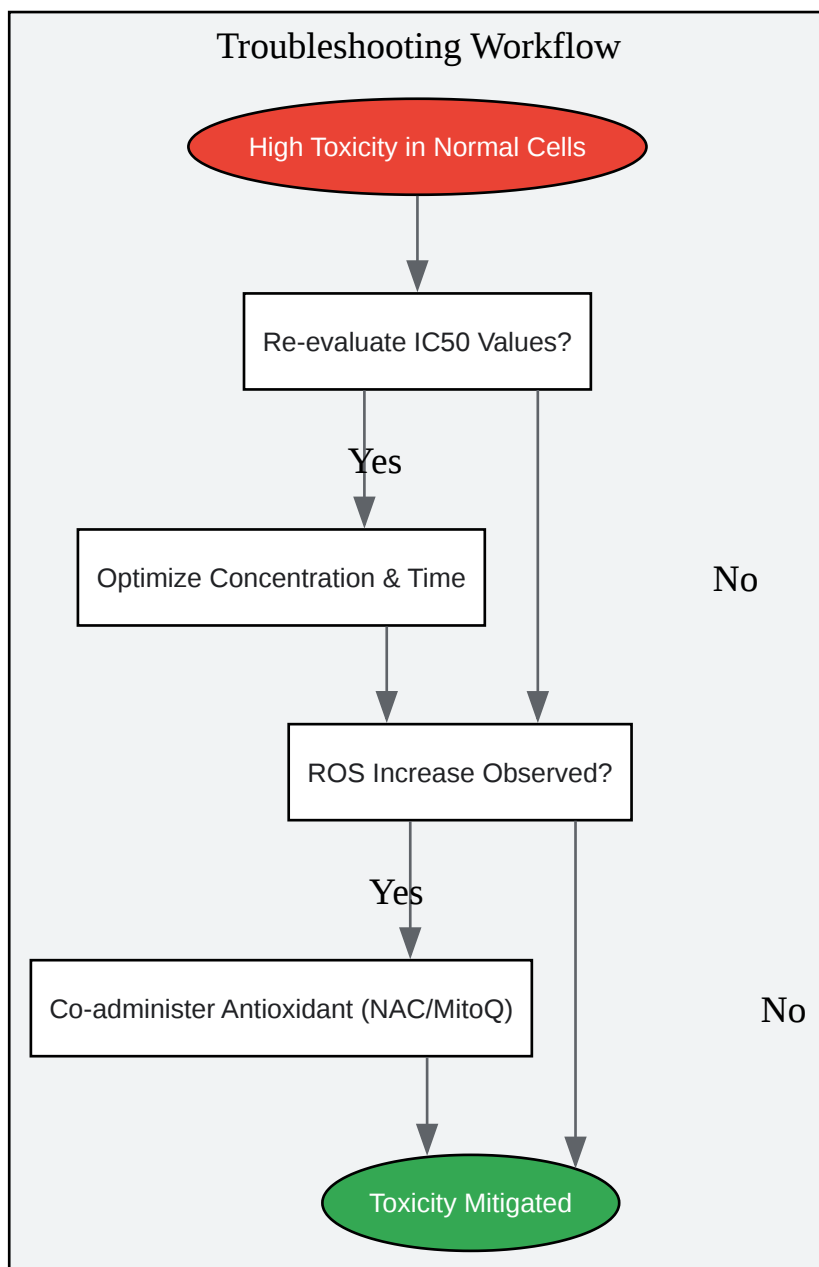 Troubleshooting Workflow
High Toxicity in Normal Cells
Re-evaluate IC50 Values?
Yes
Optimize Concentration & Time
No
ROS Increase Observed?
Yes
Co-administer Antioxidant (NAC/MitoQ)
No
Toxicity Mitigated